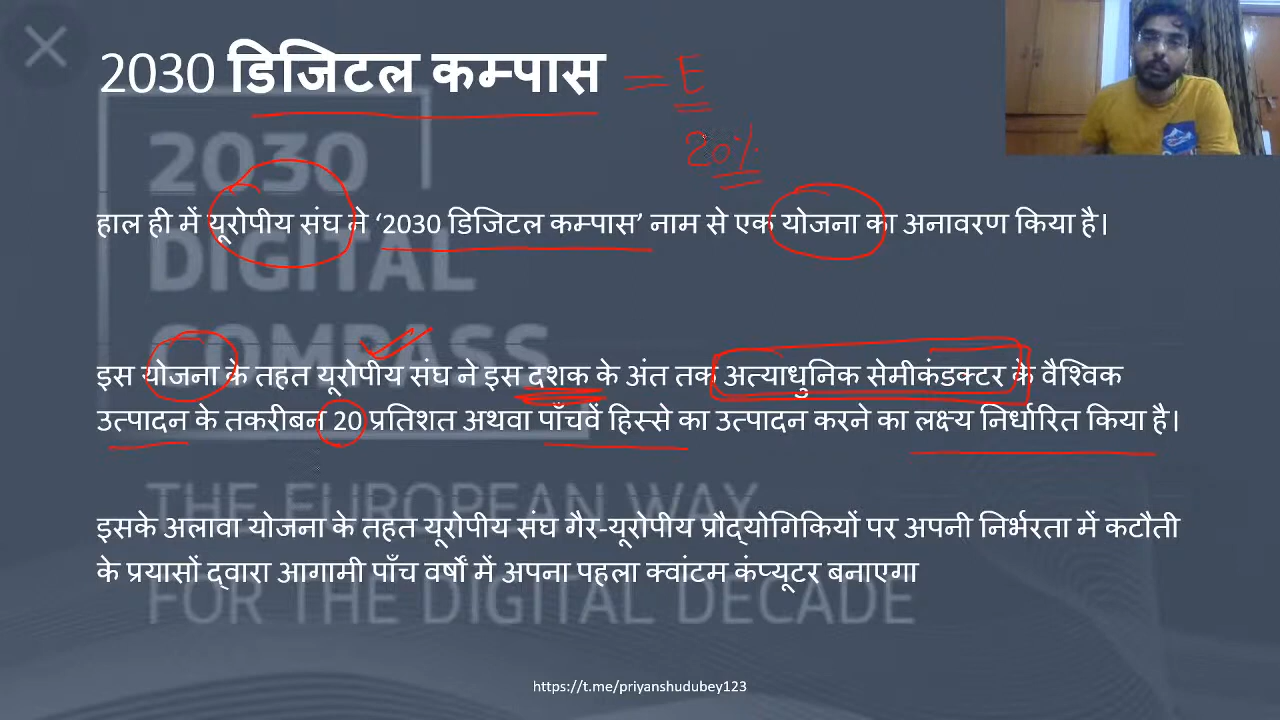 2030 डिजिटल कम्पास = E
20%
2030
हाल ही में यूरोपीय संघ ने ‘2030 डिजिटल कम्पास’ नाम से एक योजना का अनावरण किया है।
DIGITAL
COMPASS
इस योजना के तहत यूरोपीय संघ ने इस दशक के अंत तक अत्याधुनिक सेमीकंडक्टर के वैश्विक
उत्पादन के तकरीबन 20 प्रतिशत अथवा पाँचवें हिस्से का उत्पादन करने का लक्ष्य निर्धारित किया है।
THE EUROPEAN WAY
इसके अलावा योजना के तहत यूरोपीय संघ गैर-यूरोपीय प्रौद्योगिकियों पर अपनी निर्भरता में कटौती
के प्रयासों द्वारा आगामी पाँच वर्षों में अपना पहला क्वांटम कंप्यूटर बनाएगा
FOR THE DIGITAL DECADE
https://t.me/priyanshudubey123